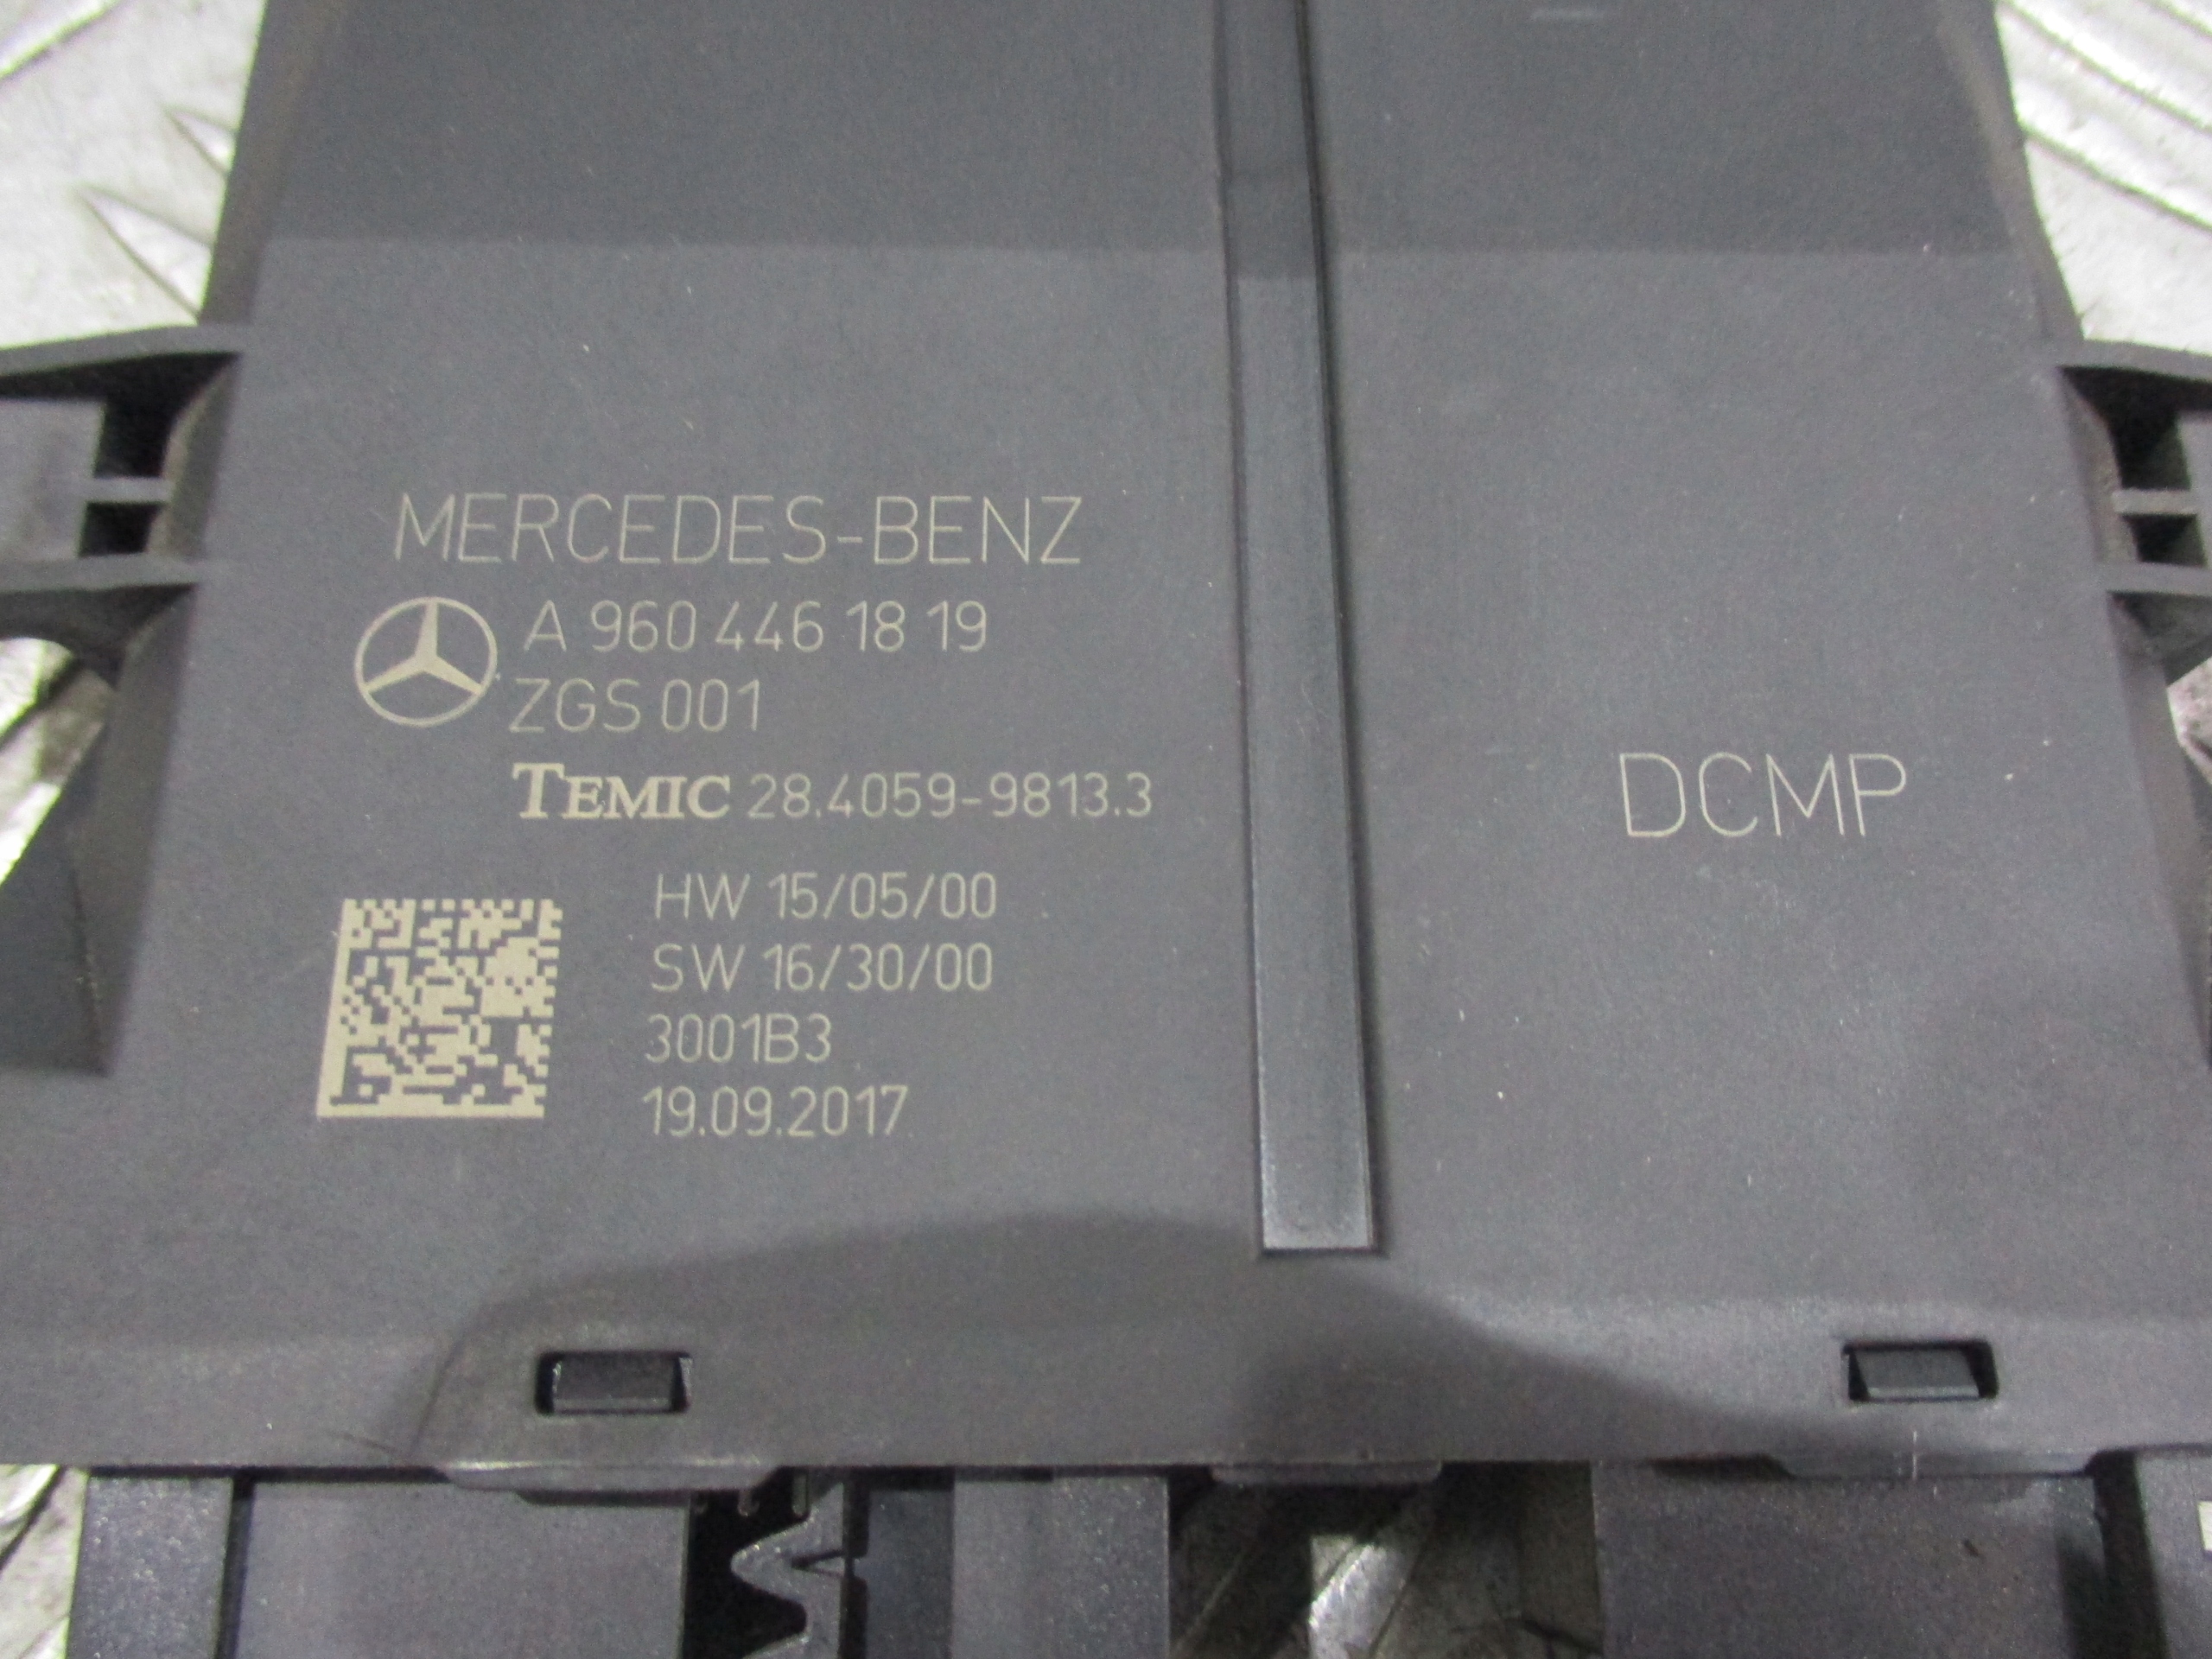 MERCEDES-BENZ
A 960 446 18 19
ZGS 001
TEMIC 28.4059-9813.3
DCMP
HW 15/05/00
SW 16/30/00
3001B3
19.09.2017